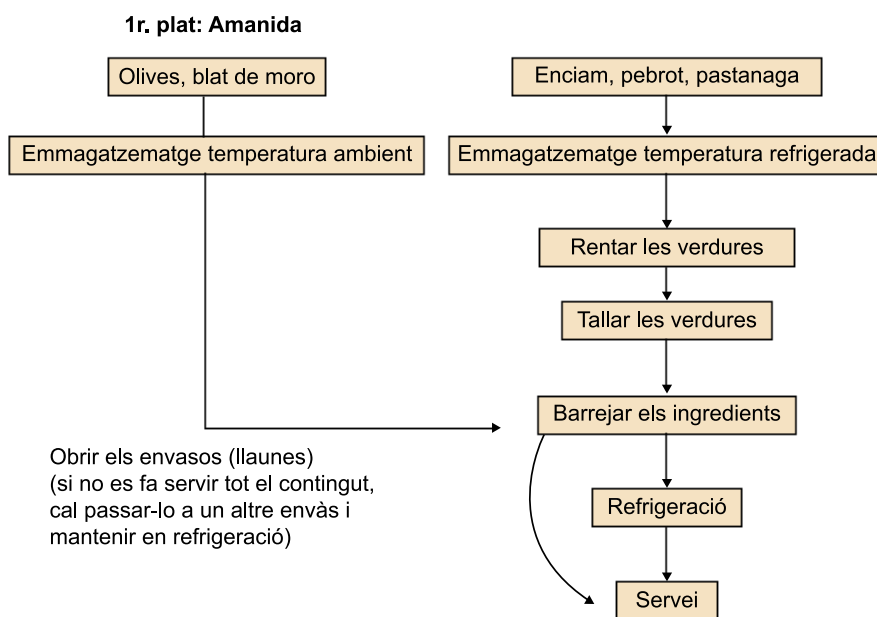 1r. plat: Amanida
Olives, blat de moro
Enciam, pebrot, pastanaga
Emmagatzematge temperatura ambient
Emmagatzematge temperatura refrigerada
Rentar les verdures
Tallar les verdures
Barrejar els ingredients
Obrir els envasos (llaunes)
(si no es fa servir tot el contingut,
cal passar-lo a un altre envàs i
mantenir en refrigeració)
Refrigeració
Servei